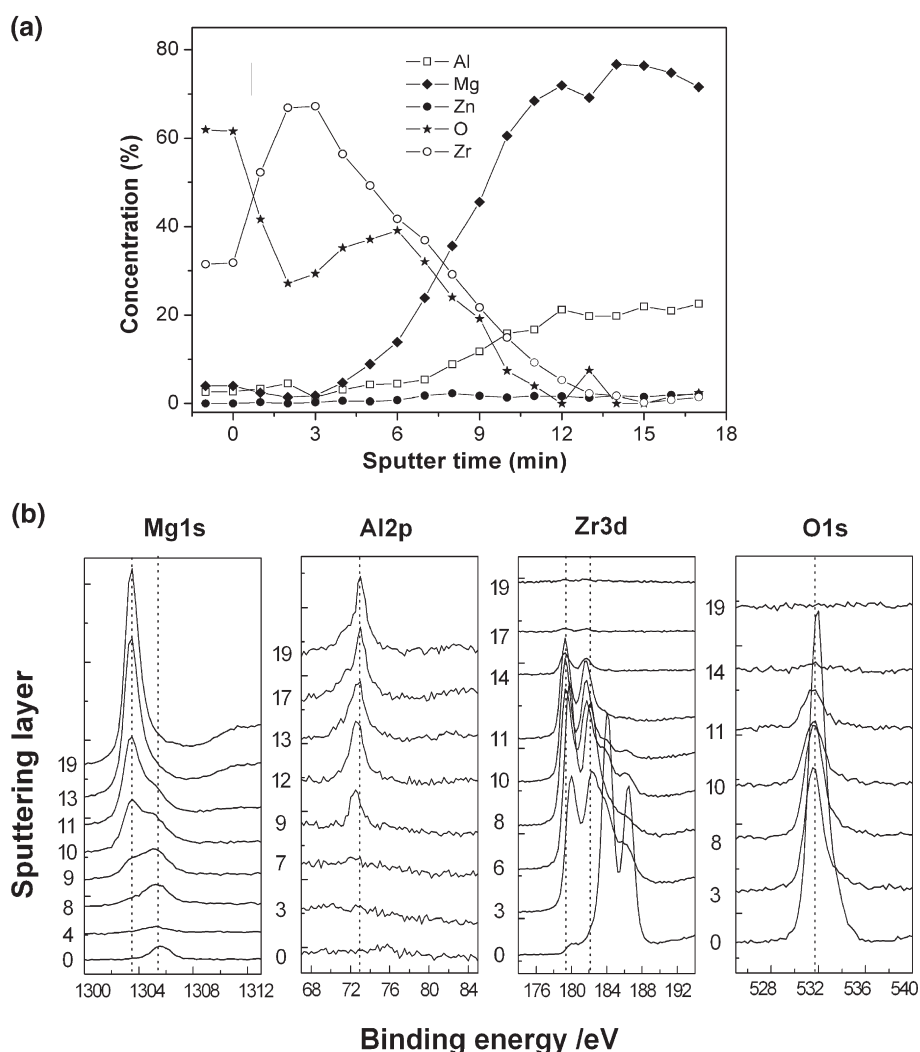 (a)
Concentration (%)
80
60
40
20
0
Al
Mg
Zn
O
Zr
0 3 6 9 12 15 18
Sputter time (min)
(b)
Mg1s Al2p Zr3d O1s
Sputtering layer
19
13
11
10
9
8
4
0
1300 1304 1308 1312
19
17
13
12
9
7
3
0
68 72 76 80 84
19
17
14
11
10
8
6
3
0
176 180 184 188 192
19
14
11
10
8
3
0
528 532 536 540
Binding energy /eV